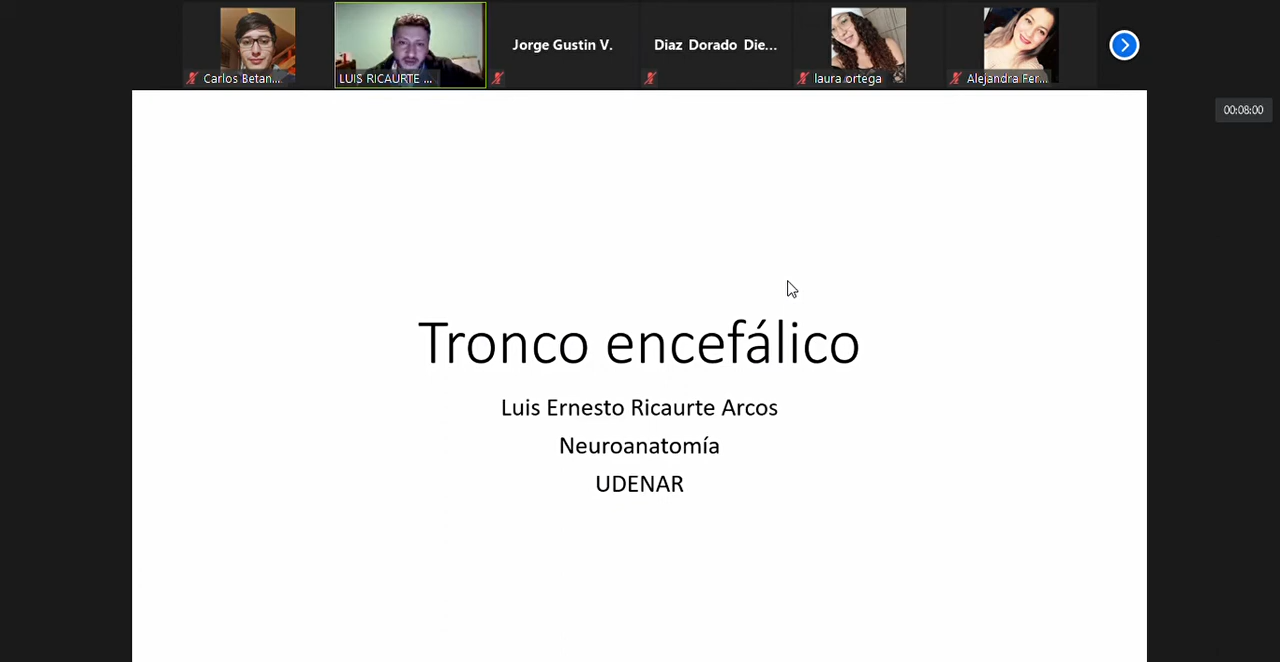 Carlos Betan...
LUIS RICAURTE ...
Jorge Gustin V.
Diaz Dorado Die...
laura ortega
Alejandra Fer...
00:08:00
Tronco encefálico
Luis Ernesto Ricaurte Arcos
Neuroanatomía
UDENAR